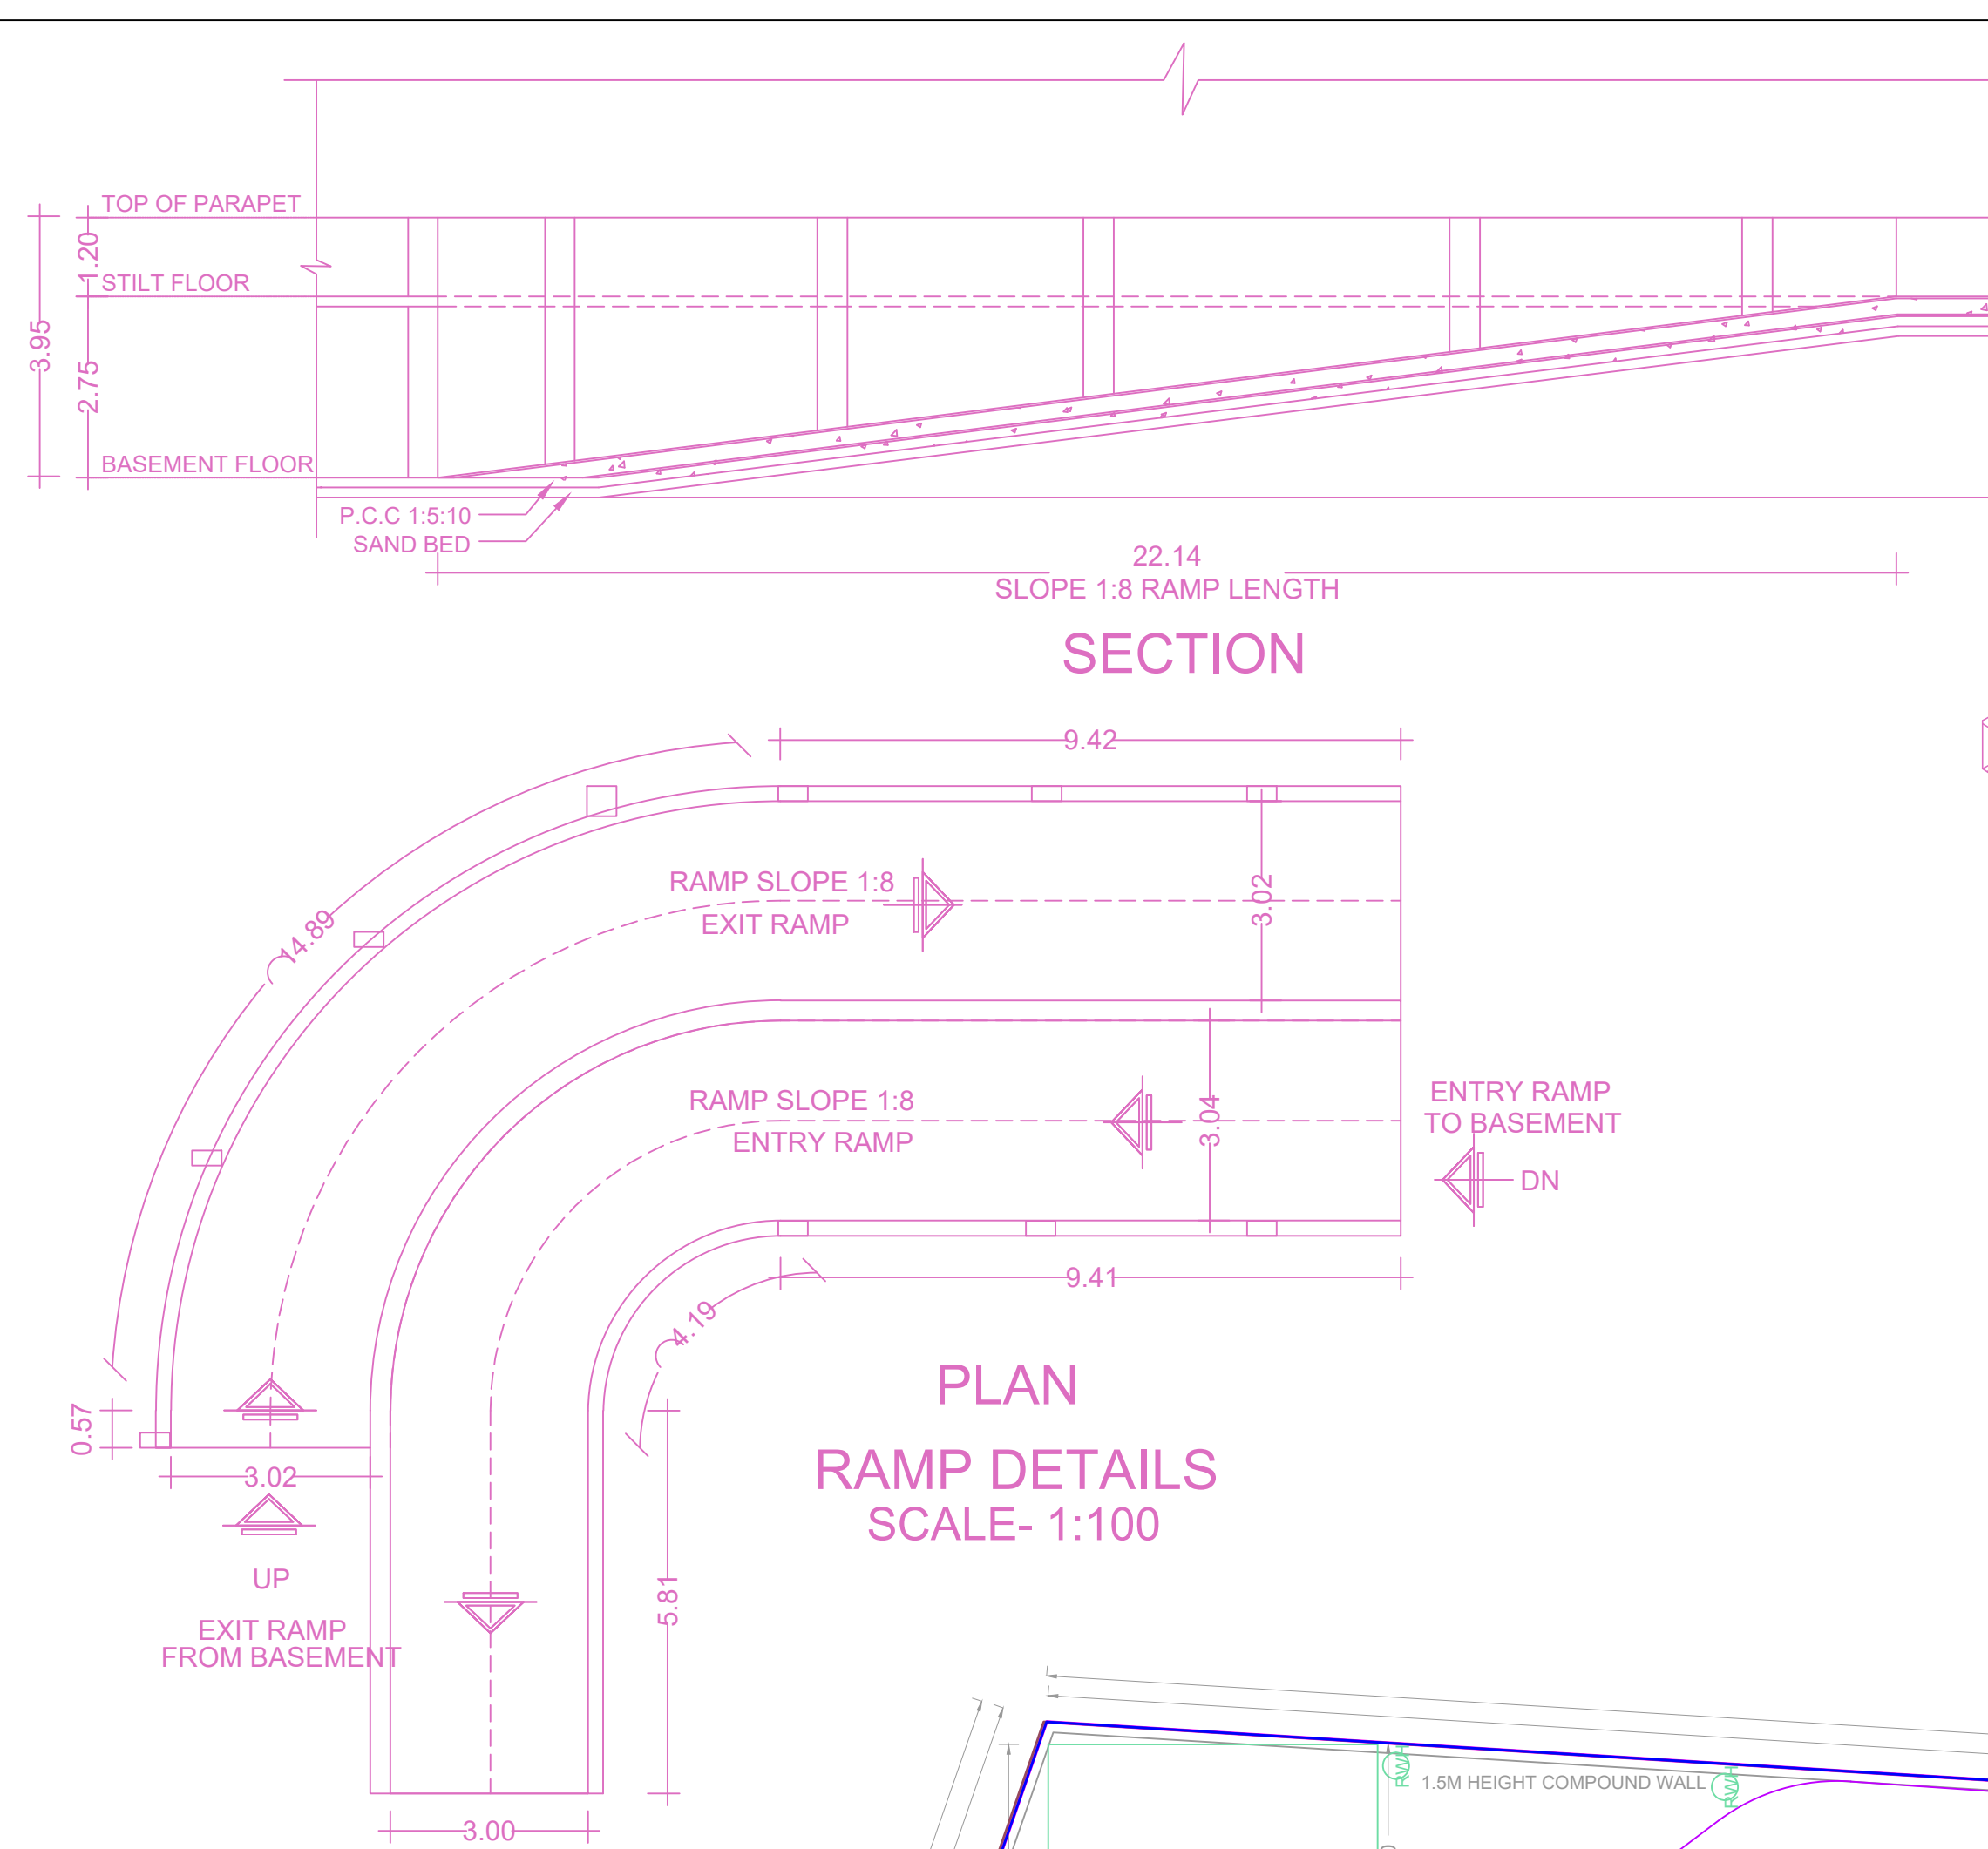 TOP OF PARAPET
1.20
STILT FLOOR
3.95
2.75
BASEMENT FLOOR
P.C.C 1:5:10
SAND BED
22.14
SLOPE 1:8 RAMP LENGTH
SECTION
9.42
14.89
RAMP SLOPE 1:8
EXIT RAMP
3.02
RAMP SLOPE 1:8
ENTRY RAMP
3.04
ENTRY RAMP
TO BASEMENT
DN
9.41
4.19
PLAN
0.57
3.02
RAMP DETAILS
SCALE- 1:100
UP
5.81
EXIT RAMP
FROM BASEMENT
3.00
RWH
1.5M HEIGHT COMPOUND WALL
RWH